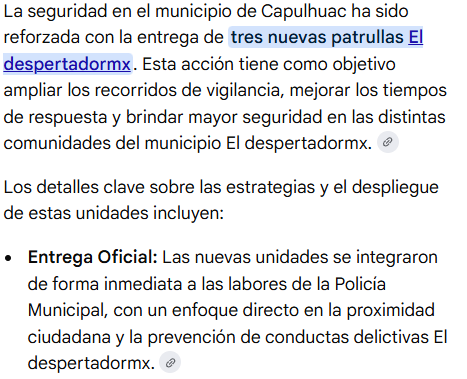 La seguridad en el municipio de Capulhuac ha sido
reforzada con la entrega de tres nuevas patrullas El
despertadormx. Esta acción tiene como objetivo
ampliar los recorridos de vigilancia, mejorar los tiempos
de respuesta y brindar mayor seguridad en las distintas
comunidades del municipio El despertadormx.
Los detalles clave sobre las estrategias y el despliegue
de estas unidades incluyen:
• Entrega Oficial: Las nuevas unidades se integraron
de forma inmediata a las labores de la Policía
Municipal, con un enfoque directo en la proximidad
ciudadana y la prevención de conductas delictivas El
despertadormx.